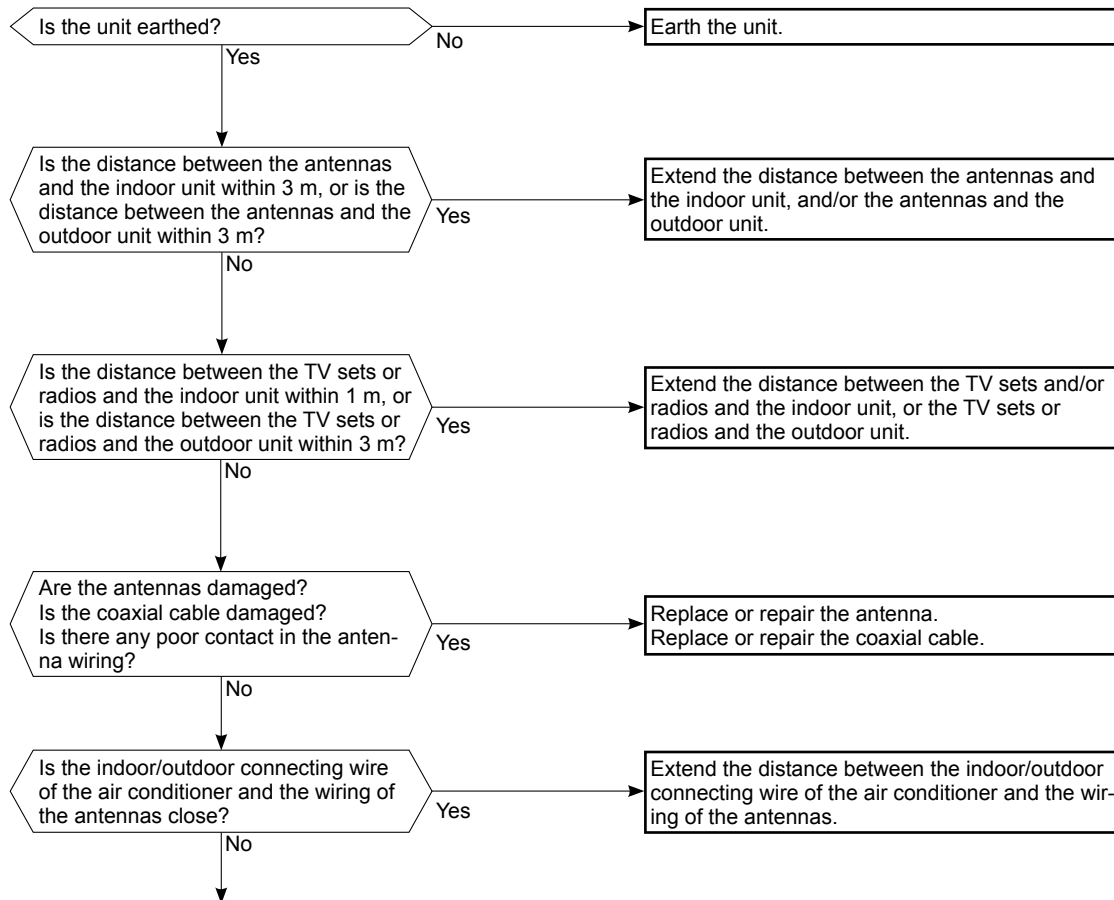 Is the unit earthed?
No
Earth the unit.
Yes
Is the distance between the antennas
and the indoor unit within 3 m, or is the
distance between the antennas and the
outdoor unit within 3 m?
Yes
Extend the distance between the antennas and
the indoor unit, and/or the antennas and the
outdoor unit.
No
Is the distance between the TV sets or
radios and the indoor unit within 1 m, or
is the distance between the TV sets or
radios and the outdoor unit within 3 m?
Yes
Extend the distance between the TV sets and/or
radios and the indoor unit, or the TV sets or
radios and the outdoor unit.
No
Are the antennas damaged?
Is the coaxial cable damaged?
Is there any poor contact in the anten-
na wiring?
Yes
Replace or repair the antenna.
Replace or repair the coaxial cable.
No
Is the indoor/outdoor connecting wire
of the air conditioner and the wiring of
the antennas close?
Yes
Extend the distance between the indoor/outdoor
connecting wire of the air conditioner and the wir-
ing of the antennas.
No